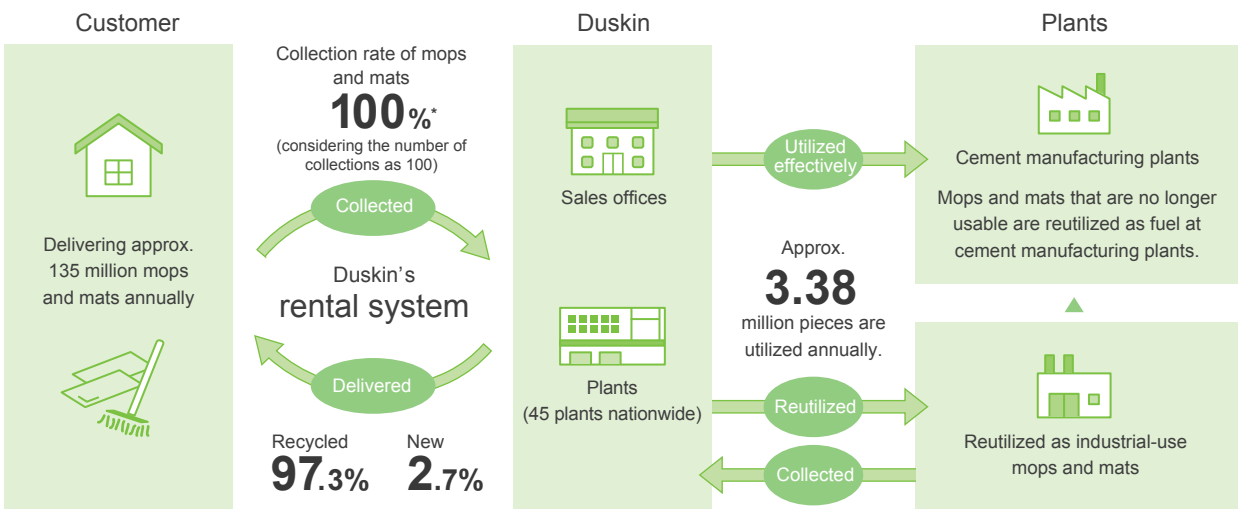 Customer
Delivering approx.
135 million mops
and mats annually
Collection rate of mops
and mats
100%*
(considering the number of
collections as 100)
Collected
Duskin's
rental system
Delivered
Recycled
97.3%
New
2.7%
Duskin
Sales offices
Plants
(45 plants nationwide)
Utilized
effectively
Approx.
3.38
million pieces are
utilized annually.
Reutilized
Collected
Plants
Cement manufacturing plants
Mops and mats that are no longer
usable are reutilized as fuel at
cement manufacturing plants.
Reutilized as industrial-use
mops and mats